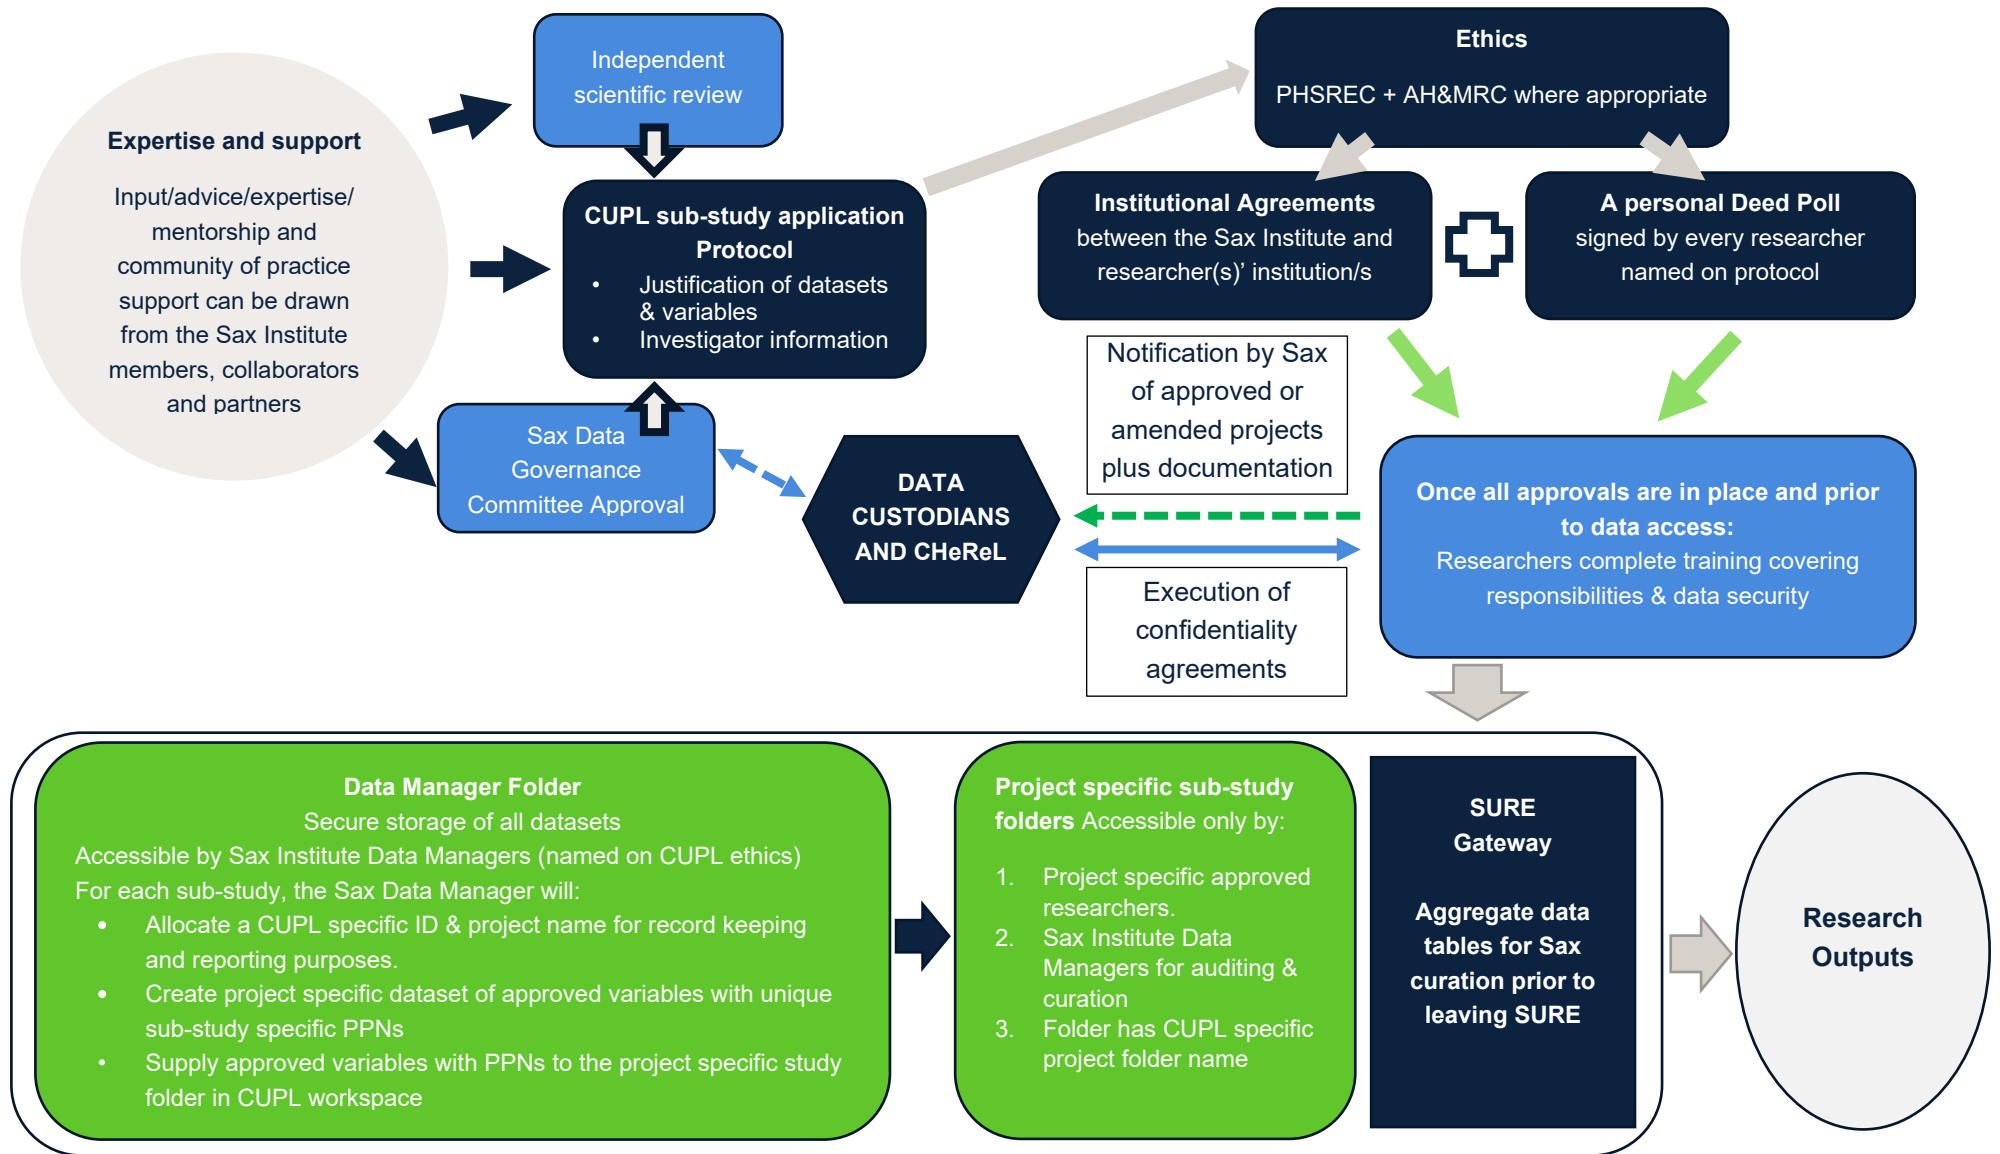 Expertise and support
Input/advice/expertise/
mentorship and
community of practice
support can be drawn
from the Sax Institute
members, collaborators
and partners
Independent
scientific review
CUPL sub-study application
Protocol
• Justification of datasets
& variables
• Investigator information
Sax Data
Governance
Committee Approval
DATA
CUSTODIANS
AND CHeReL
Ethics
PHSREC + AH&MRC where appropriate
Institutional Agreements
between the Sax Institute and
researcher(s)’ institution/s
A personal Deed Poll
signed by every researcher
named on protocol
Notification by Sax
of approved or
amended projects
plus documentation
Execution of
confidentiality
agreements
Once all approvals are in place and prior
to data access:
Researchers complete training covering
responsibilities & data security
Data Manager Folder
Secure storage of all datasets
Accessible by Sax Institute Data Managers (named on CUPL ethics)
For each sub-study, the Sax Data Manager will:
• Allocate a CUPL specific ID & project name for record keeping
and reporting purposes.
• Create project specific dataset of approved variables with unique
sub-study specific PPNs
• Supply approved variables with PPNs to the project specific study
folder in CUPL workspace
Project specific sub-study
folders Accessible only by:
1. Project specific approved
researchers.
2. Sax Institute Data
Managers for auditing &
curation
3. Folder has CUPL specific
project folder name
SURE
Gateway
Aggregate data
tables for Sax
curation prior to
leaving SURE
Research
Outputs